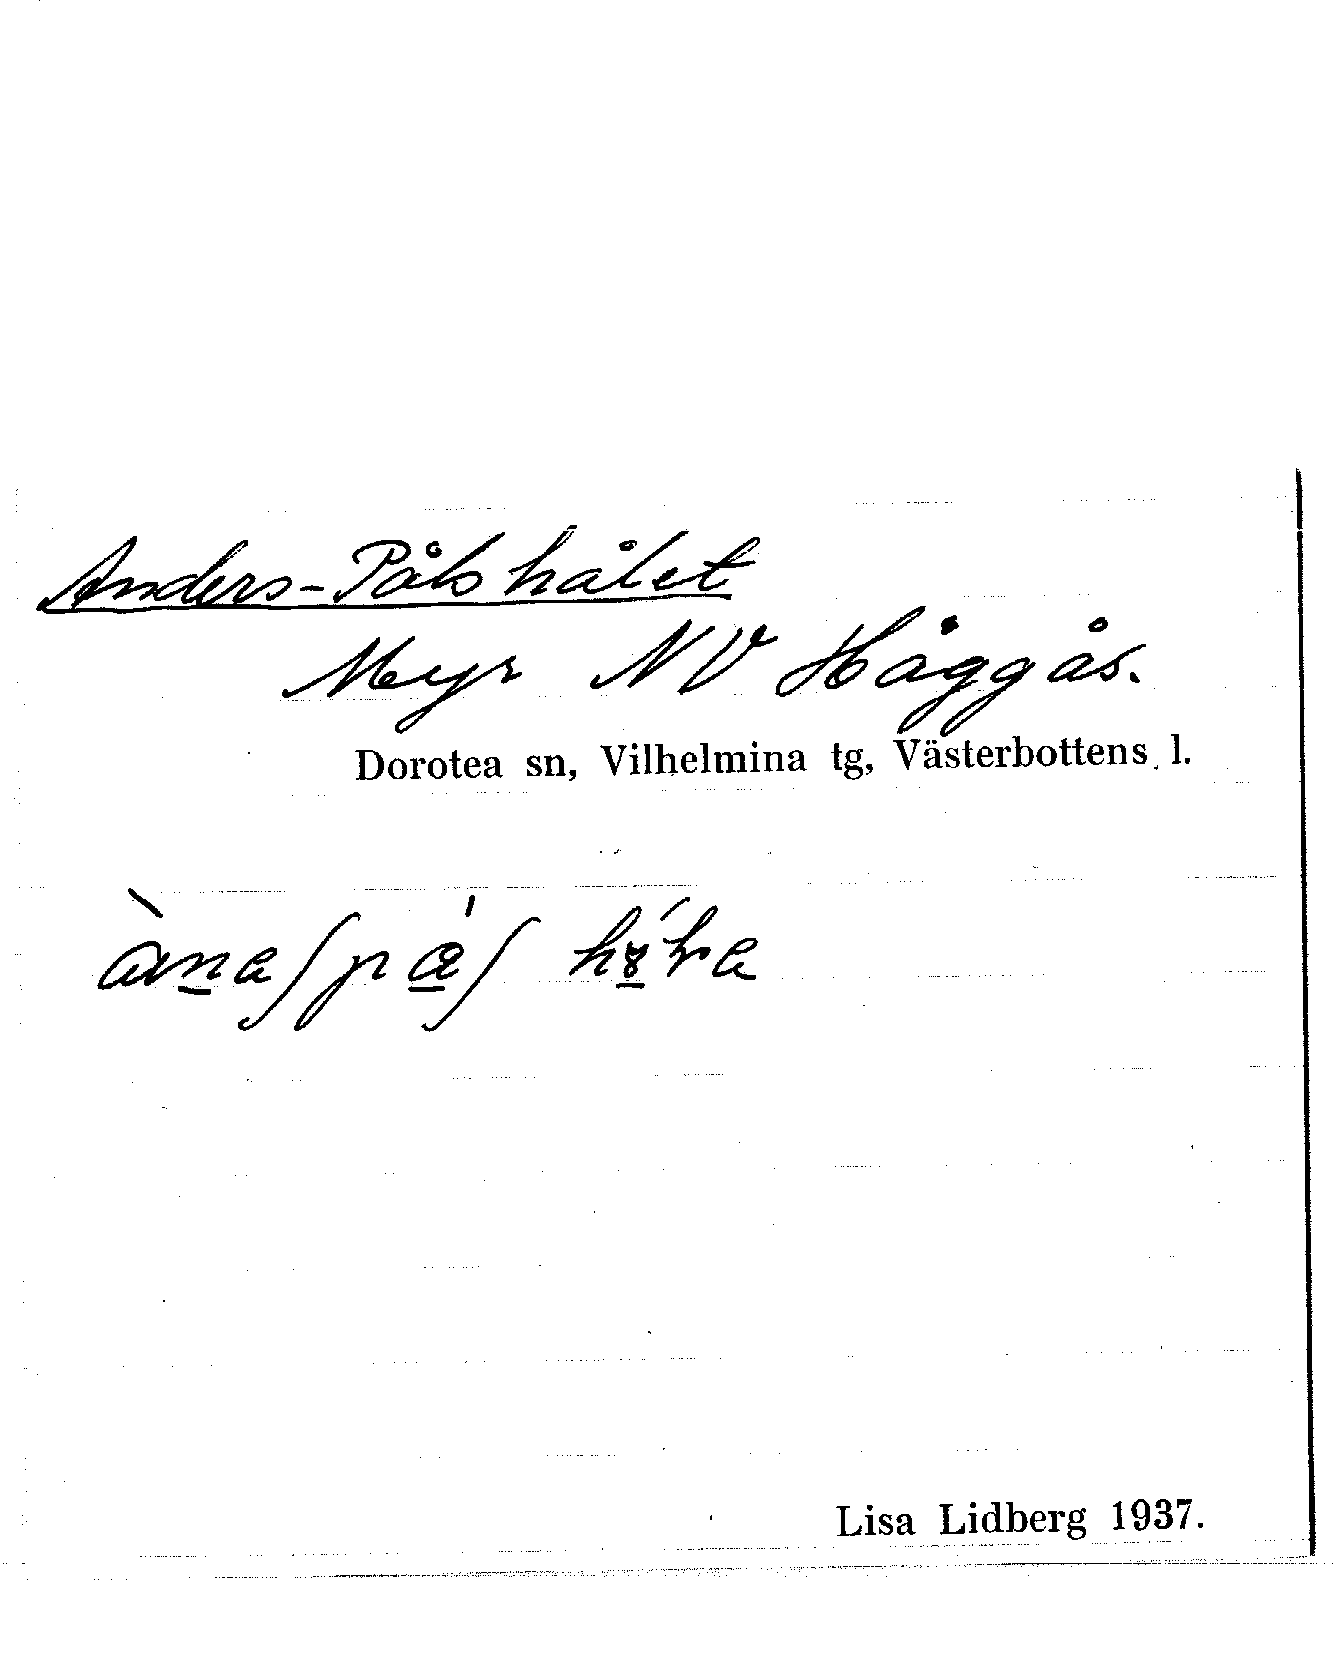 Anders-Pålshålet
Myr NV Häggås.
Dorotea sn, Vilhelmina tg, Västerbottens l.
Lisa Lidberg 1937.